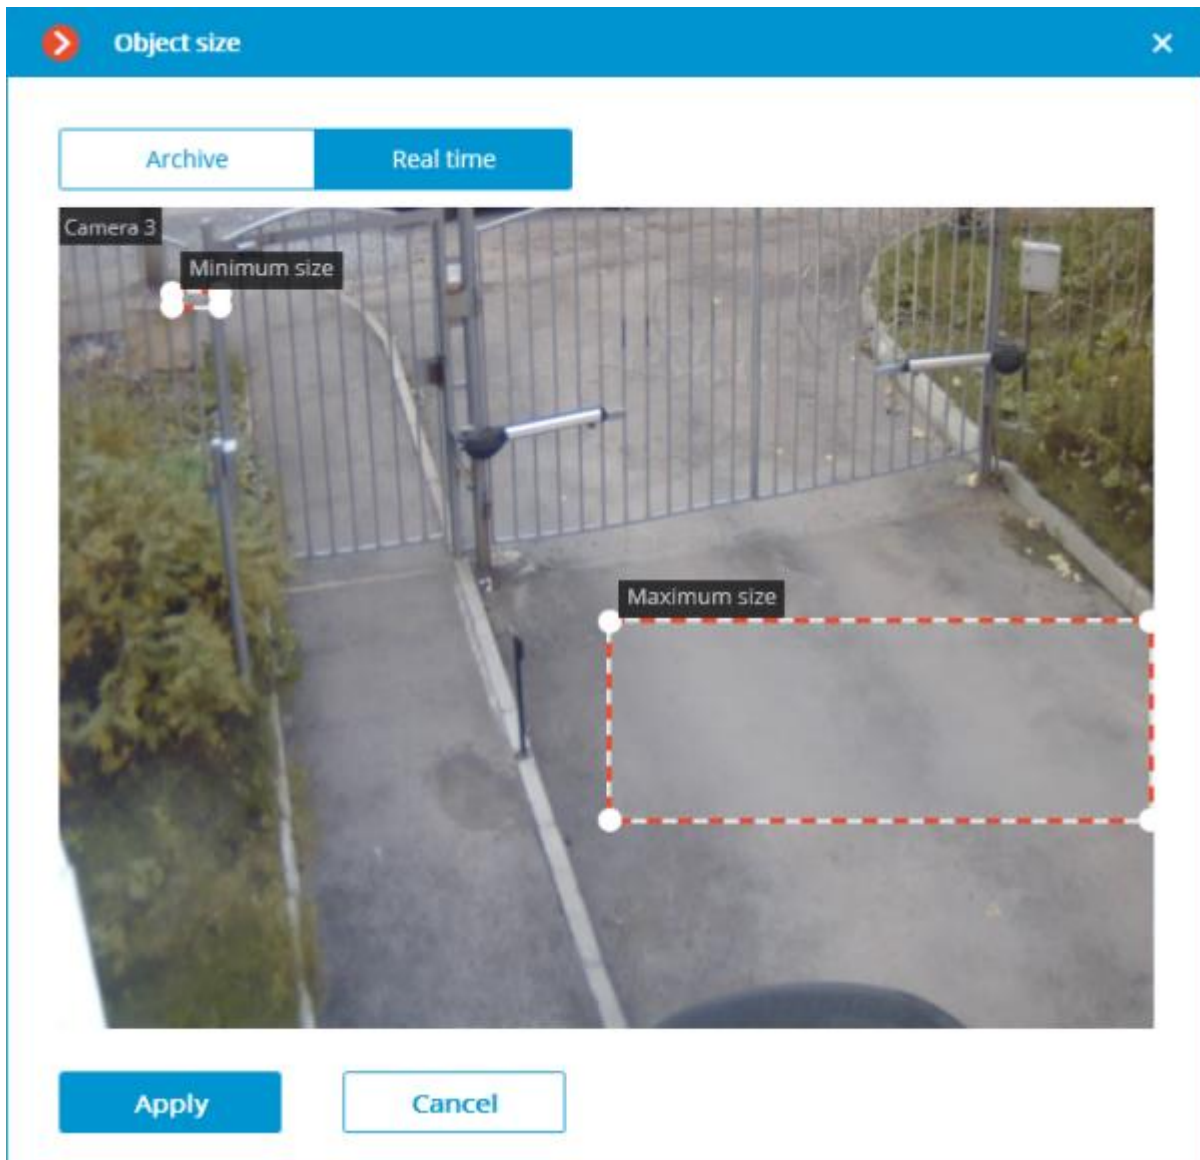 Object size
Archive
Real time
Camera 3
Minimum size
Maximum size
Apply
Cancel